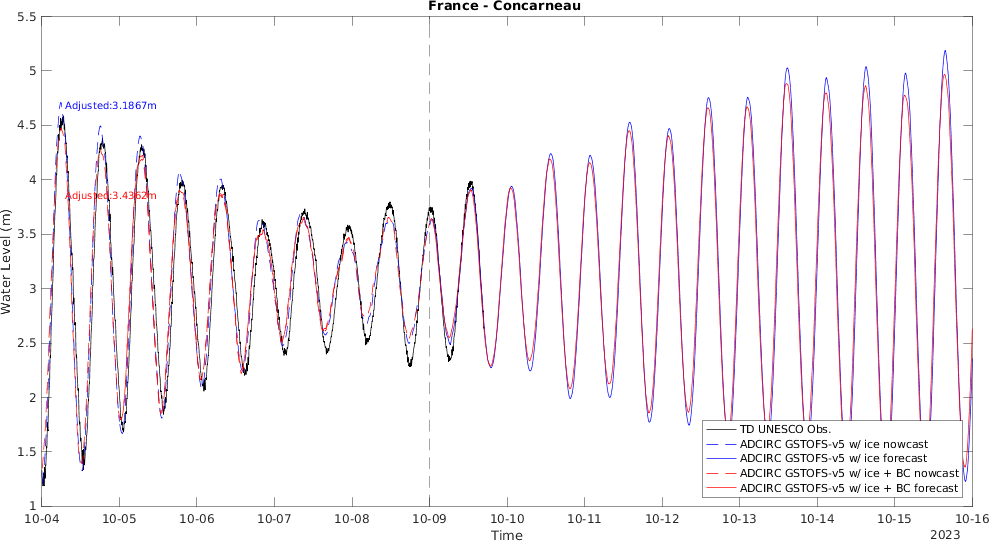 France - Concarneau
5.5
5
4.5
4
3.5
3
2.5
2
1.5
1
Water Level (m)
Adjusted:3.1867m
Adjusted:3.4362m
TD UNESCO Obs.
ADCIRC GSTOFS-v5 w/ ice nowcast
ADCIRC GSTOFS-v5 w/ ice forecast
ADCIRC GSTOFS-v5 w/ ice + BC nowcast
ADCIRC GSTOFS-v5 w/ ice + BC forecast
10-04 10-05 10-06 10-07 10-08 10-09 10-10 10-11 10-12 10-13 10-14 10-15 10-16
Time
2023